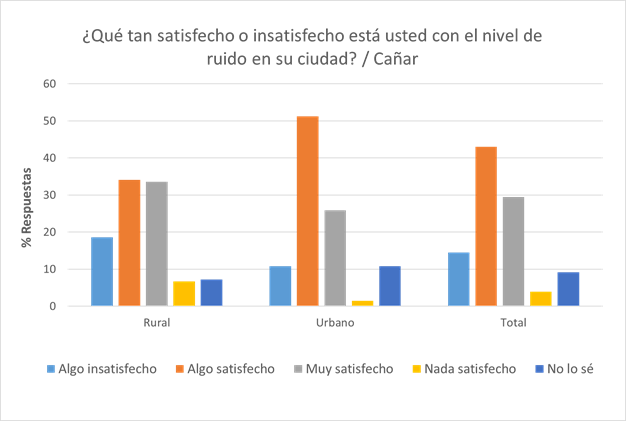 ¿Qué tan satisfecho o insatisfecho está usted con el nivel de
ruido en su ciudad? / Cañar
60
50
40
30
20
10
0
% Respuestas
Rural
Urbano
Total
Algo insatisfecho
Algo satisfecho
Muy satisfecho
Nada satisfecho
No lo sé